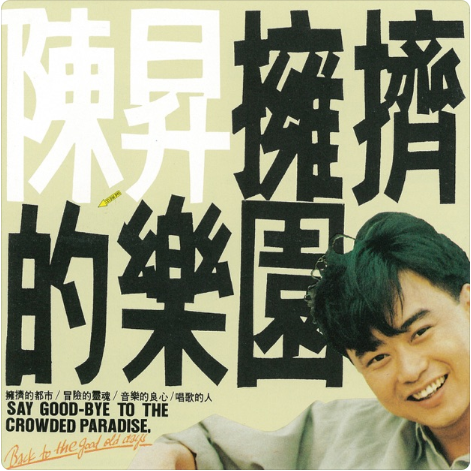 陳昇擁擠
的樂園
擁擠的都市/冒險的靈魂/音樂的良心/唱歌的人
SAY GOOD-BYE TO THE
CROWDED PARADISE,
Back to the good old days